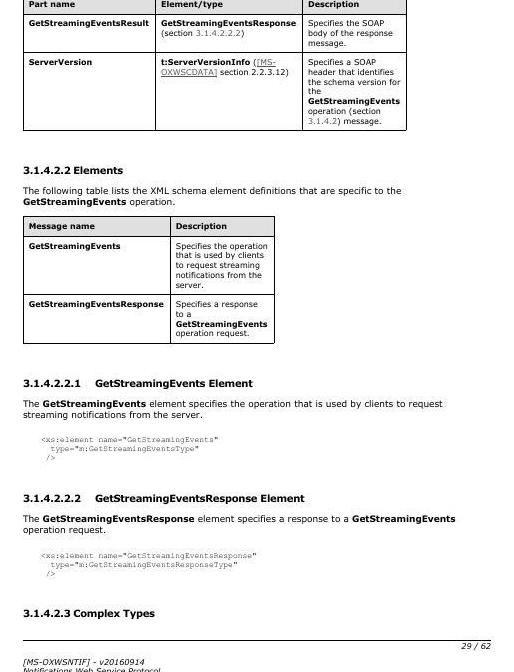 Part name Element/type Description
GetStreamingEventsResult GetStreamingEventsResponse (section 3.1.4.2.2.2) Specifies the SOAP body of the response message.
ServerVersion t:ServerVersionInfo ([MS-OXWSCDATA] section 2.2.3.12) Specifies a SOAP header that identifies the schema version for the GetStreamingEvents operation (section 3.1.4.2) message.
3.1.4.2.2 Elements
The following table lists the XML schema element definitions that are specific to the
GetStreamingEvents operation.
Message name Description
GetStreamingEvents Specifies the operation that is used by clients to request streaming notifications from the server.
GetStreamingEventsResponse Specifies a response to a GetStreamingEvents operation request.
3.1.4.2.2.1 GetStreamingEvents Element
The GetStreamingEvents element specifies the operation that is used by clients to request
streaming notifications from the server.
<xs:element name="GetStreamingEvents"
type="m:GetStreamingEventsType"
/>
3.1.4.2.2.2 GetStreamingEventsResponse Element
The GetStreamingEventsResponse element specifies a response to a GetStreamingEvents
operation request.
<xs:element name="GetStreamingEventsResponse"
type="m:GetStreamingEventsResponseType"
/>
3.1.4.2.3 Complex Types
29 / 62
[MS-OXWSNTIF] - v20160914
Notifications Web Service Protocol